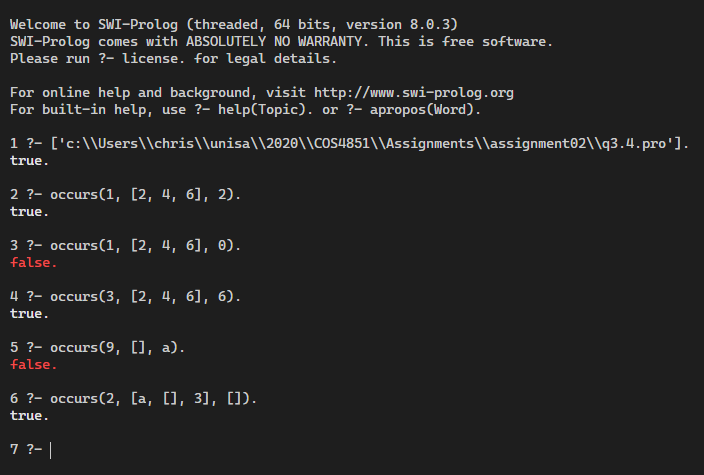 Welcome to SWI-Prolog (threaded, 64 bits, version 8.0.3)
SWI-Prolog comes with ABSOLUTELY NO WARRANTY. This is free software.
Please run ?- license. for legal details.

For online help and background, visit http://www.swi-prolog.org
For built-in help, use ?- help(Topic). or ?- apropos(Word).

1 ?- ['c:\\Users\\chris\\unisa\\2020\\COS4851\\Assignments\\assignment02\\q3.4.pro'].
true.

2 ?- occurs(1, [2, 4, 6], 2).
true.

3 ?- occurs(1, [2, 4, 6], 0).
false.

4 ?- occurs(3, [2, 4, 6], 6).
true.

5 ?- occurs(9, [], a).
false.

6 ?- occurs(2, [a, [], 3], []).
true.

7 ?-